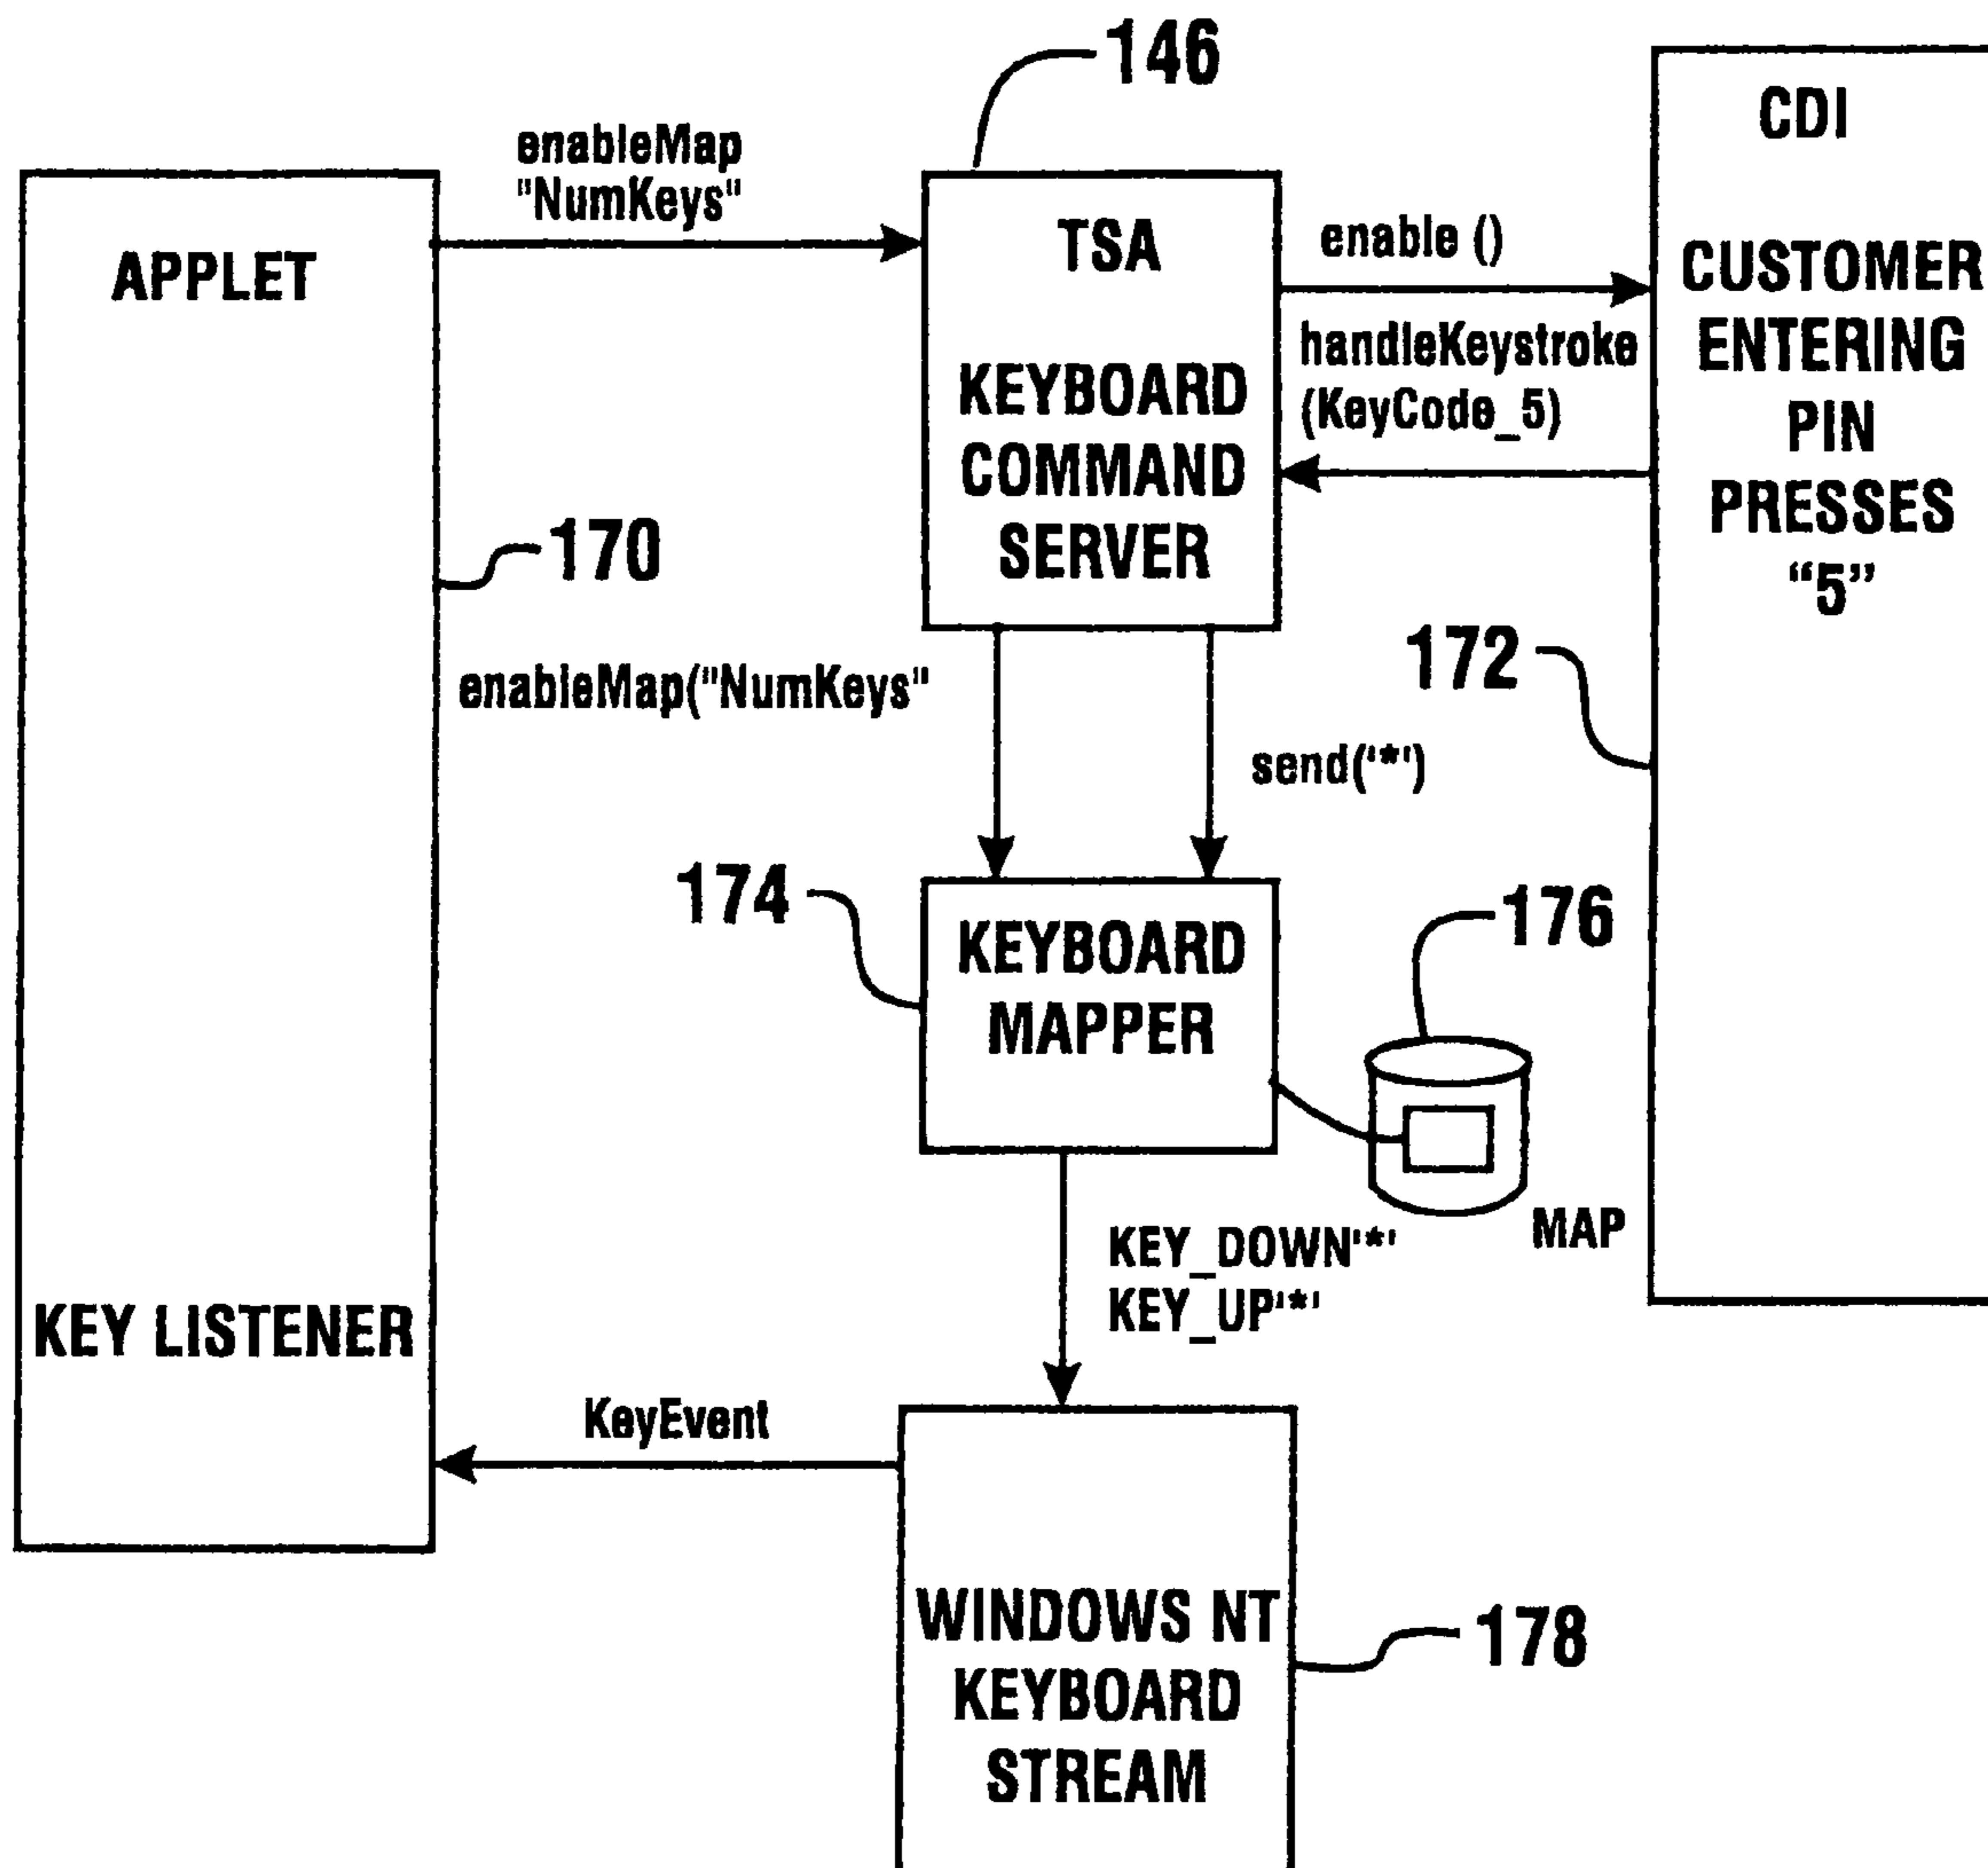 146
CDI
enableMap
"NumKeys"
APPLET
TSA
enable ()
CUSTOMER
ENTERING
PIN
PRESSES
“5”
KEYBOARD
COMMAND
SERVER
handleKeystroke
(KeyCode_5)
170
172
enableMap("NumKeys"
send('*')
174
176
KEYBOARD
MAPPER
MAP
KEY_DOWN'*'
KEY_UP'*'
KEY LISTENER
KeyEvent
WINDOWS NT
KEYBOARD
STREAM
178